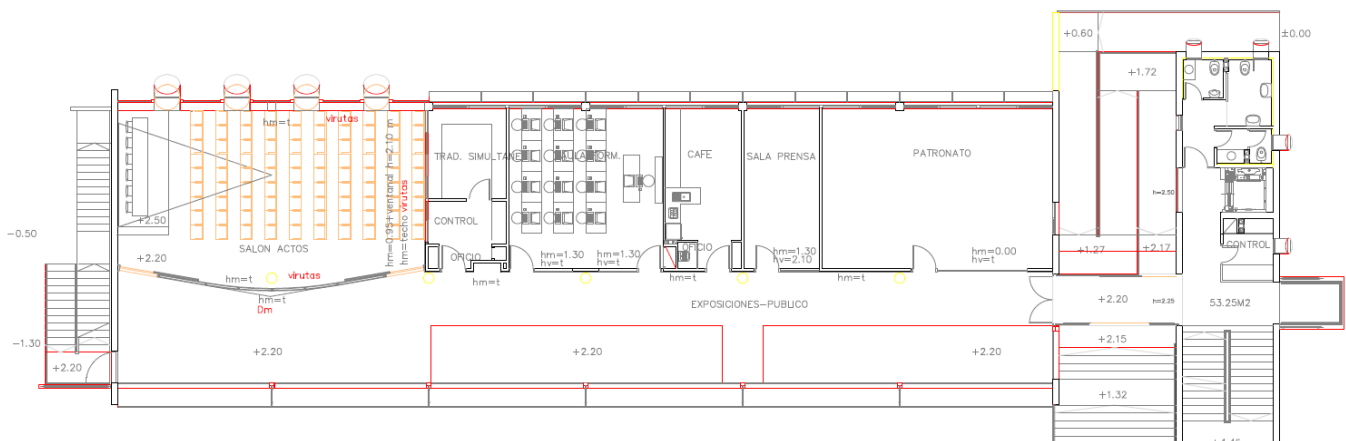 +0.60
±0.00
+1.72
hm=t
virutas
hm=0.95+ventanal h=2.10 m
hm=techo virutas
TRAD. SIMULTANE
AULA FORM.
CAFE
SALA PRENSA
PATRONATO
h=2.50
+2.50
CONTROL
-0.50
SALON ACTOS
+2.20
OFICIO
hm=1.30
hv=t
hm=1.30
hv=t
OFICIO
hm=1.30
hv=2.10
hm=0.00
hv=t
+1.27
+2.17
CONTROL
hm=t
virutas
hm=t
hm=t
Dm
hm=t
hm=t
hm=t
EXPOSICIONES-PUBLICO
+2.20
h=2.25
53.25M2
-1.30
+2.20
+2.20
+2.20
+2.20
+2.15
+1.32